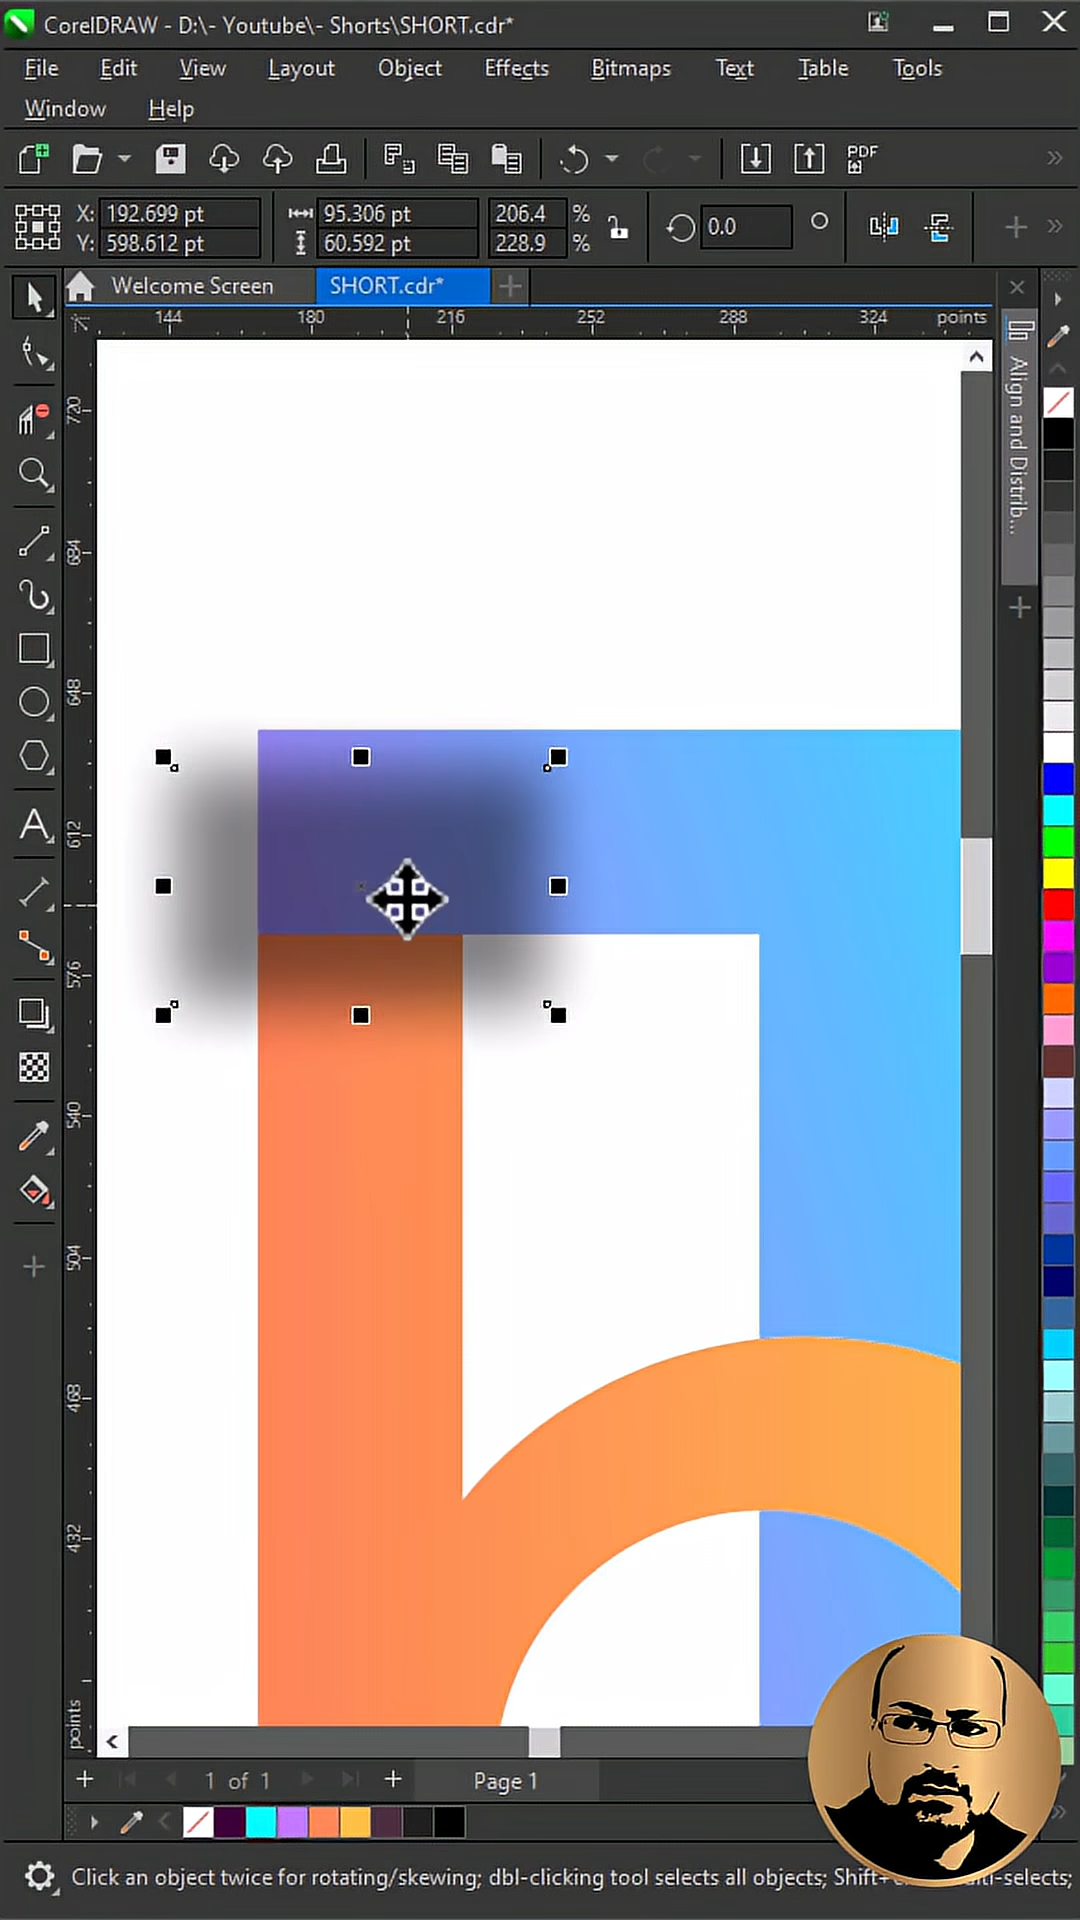 CorelDRAW - D:\- Youtube\- Shorts\SHORT.cdr*
File Edit View Layout Object Effects Bitmaps Text Table Tools
Window Help
PDF
X: 192.699 pt 95.306 pt 206.4 %
Y: 598.612 pt 60.592 pt 228.9 %
0.0
Welcome Screen SHORT.cdr*
144 180 216 252 288 324 points
Align and Distrib...
720
684
648
612
576
540
504
468
432
points
1 of 1 Page 1
Click an object twice for rotating/skewing; dbl-clicking tool selects all objects; Shift+